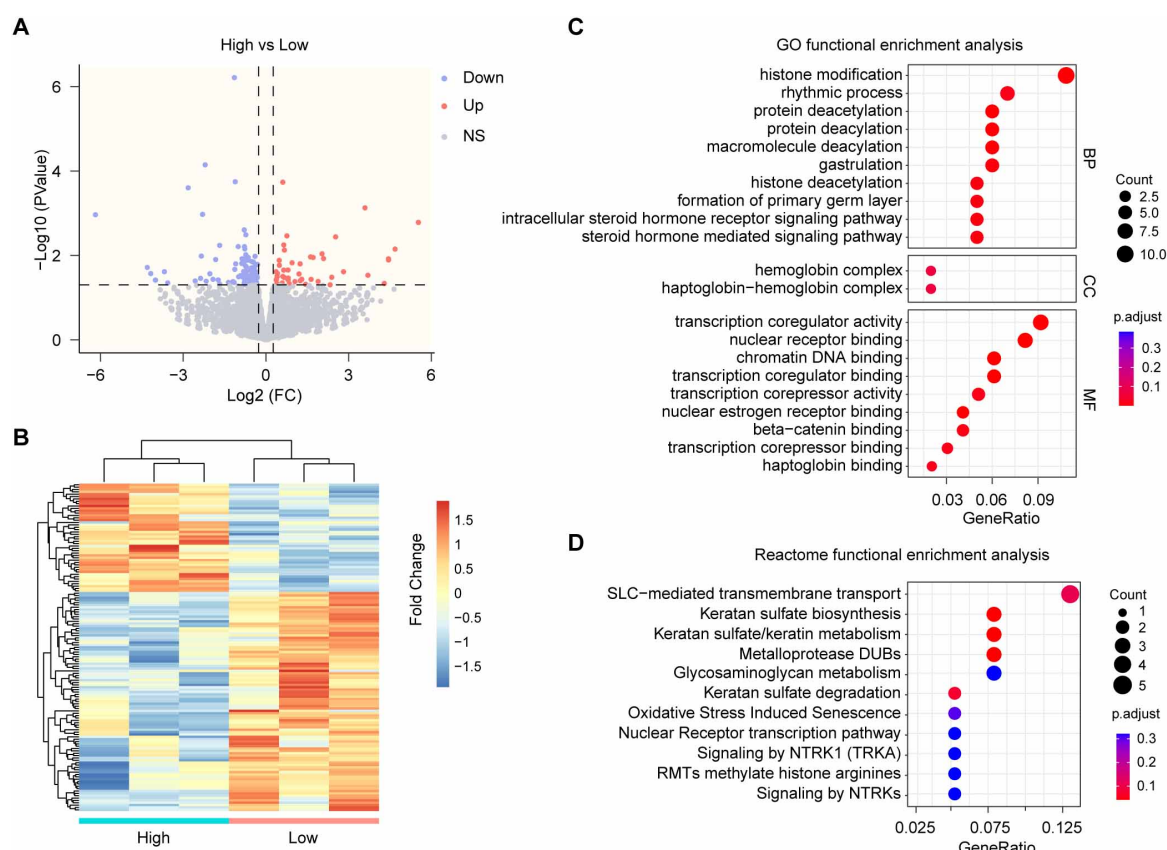 A
High vs Low
Down
Up
NS
−Log10 (PValue)
6
4
2
0
−6
−3
0
3
6
Log2 (FC)
B
Fold Change
1.5
1
0.5
0
−0.5
−1
−1.5
High
Low
C
GO functional enrichment analysis
histone modification
rhythmic process
protein deacetylation
protein deacylation
macromolecule deacylation
gastrulation
histone deacetylation
formation of primary germ layer
intracellular steroid hormone receptor signaling pathway
steroid hormone mediated signaling pathway
BP
hemoglobin complex
haptoglobin−hemoglobin complex
CC
transcription coregulator activity
nuclear receptor binding
chromatin DNA binding
transcription coregulator binding
transcription corepressor activity
nuclear estrogen receptor binding
beta−catenin binding
transcription corepressor binding
haptoglobin binding
MF
0.03
0.06
0.09
GeneRatio
Count
2.5
5.0
7.5
10.0
p.adjust
0.3
0.2
0.1
D
Reactome functional enrichment analysis
SLC−mediated transmembrane transport
Keratan sulfate biosynthesis
Keratan sulfate/keratin metabolism
Metalloprotease DUBs
Glycosaminoglycan metabolism
Keratan sulfate degradation
Oxidative Stress Induced Senescence
Nuclear Receptor transcription pathway
Signaling by NTRK1 (TRKA)
RMTs methylate histone arginines
Signaling by NTRKs
0.025
0.075
0.125
GeneRatio
Count
1
2
3
4
5
p.adjust
0.3
0.2
0.1